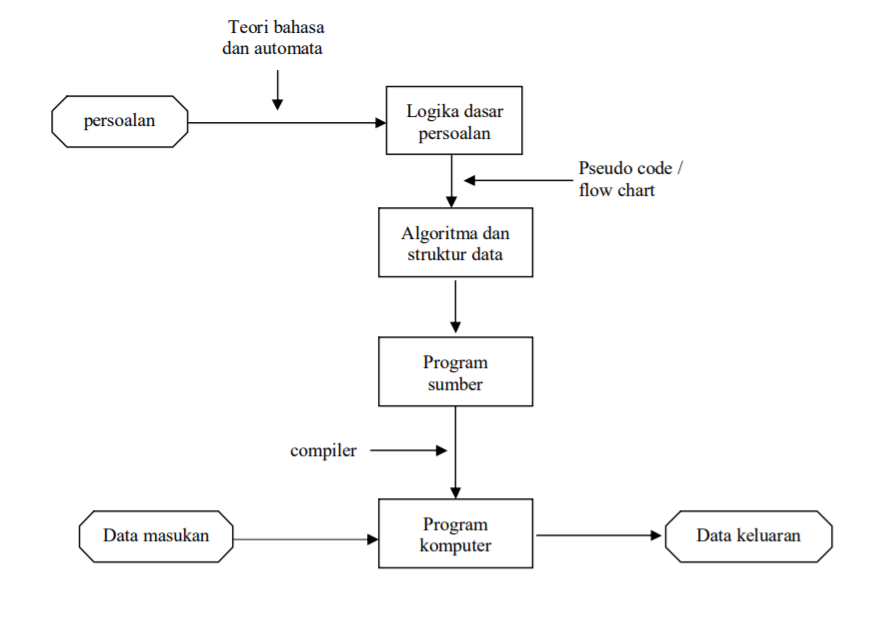 Teori bahasa
dan automata
persoalan
Logika dasar
persoalan
Pseudo code /
flow chart
Algoritma dan
struktur data
Program
sumber
compiler
Data masukan
Program
komputer
Data keluaran